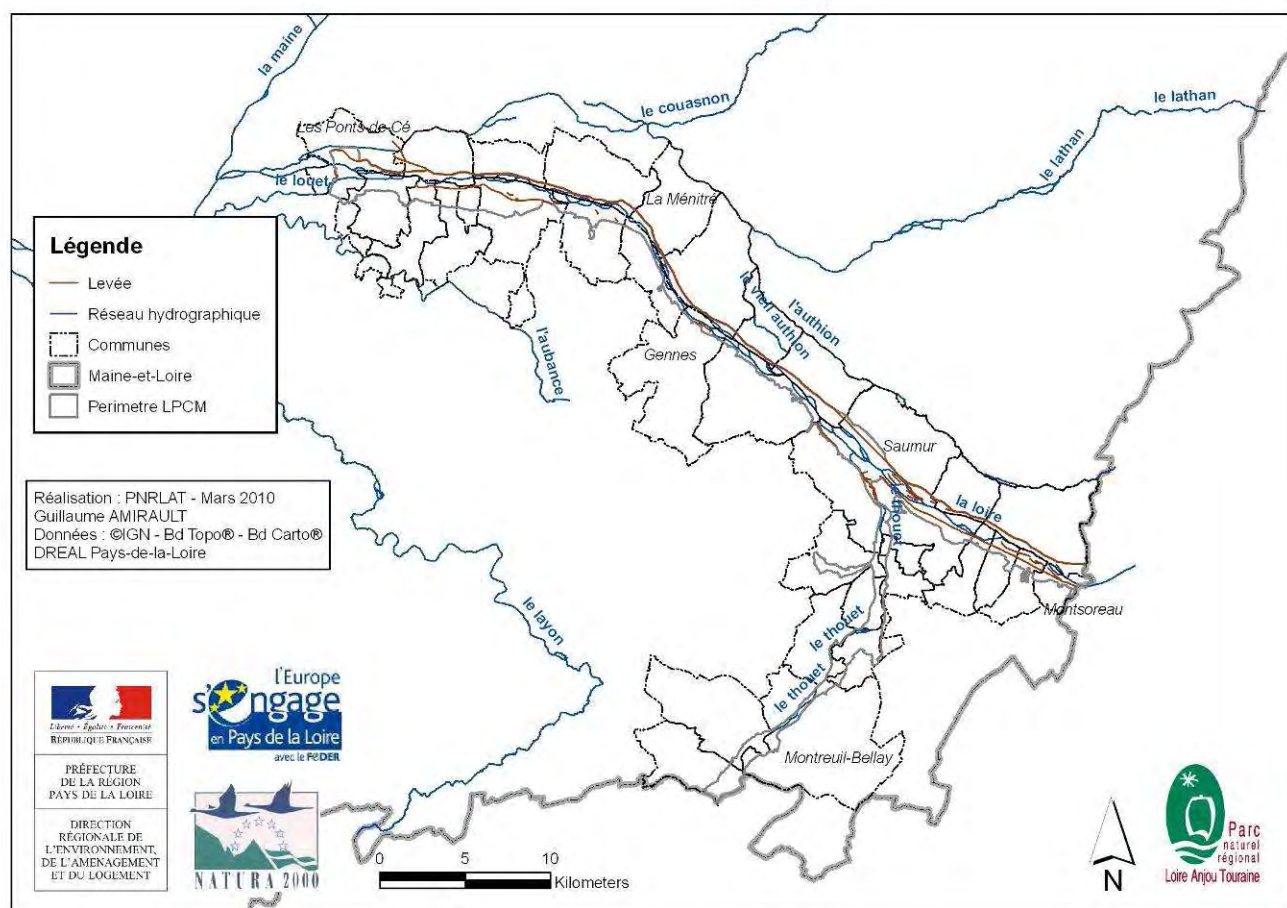 la maine
le couasnon
le lathan
le lathan
Les Ponts-de-Cé
le louet
La Ménitré
Légende
Levée
Réseau hydrographique
Communes
Maine-et-Loire
Perimetre LPCM
l'authion
le vieil authion
l'aubance
Gennes
Saumur
la loire
le thouet
Montsoreau
Réalisation : PNRLAT - Mars 2010
Guillaume AMIRAULT
Données : ©IGN - Bd Topo® - Bd Carto®
DREAL Pays-de-la-Loire
le layon
le thouet
le thouet
Montreuil-Bellay
Liberté • Égalité • Fraternité
RÉPUBLIQUE FRANÇAISE
PRÉFECTURE
DE LA RÉGION
PAYS DE LA LOIRE
DIRECTION
RÉGIONALE DE
L'ENVIRONNEMENT,
DE L'AMENAGEMENT
ET DU LOGEMENT
l'Europe
s'engage
en Pays de la Loire
avec le FEDER
NATURA 2000
0 5 10
Kilometers
N
Parc
naturel
régional
Loire Anjou Touraine